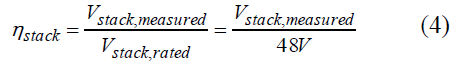 η_stack = V_stack,measured / V_stack,rated = V_stack,measured / 48V (4)